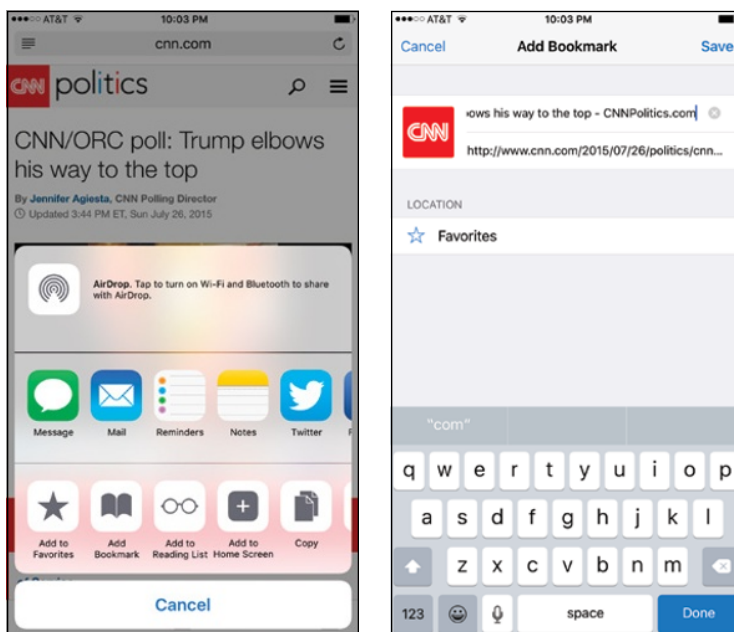 AT&T 10:03 PM
cnn.com
CNN politics
CNN/ORC poll: Trump elbows
his way to the top
By Jennifer Agiesta, CNN Polling Director
Updated 3:44 PM ET, Sun July 26, 2015
AirDrop. Tap to turn on Wi-Fi and Bluetooth to share
with AirDrop.
Message Mail Reminders Notes Twitter
Add to Favorites
Add Bookmark
Add to Reading List
Add to Home Screen
Copy
Cancel
AT&T 10:03 PM
Cancel Add Bookmark Save
CNN
ows his way to the top - CNNPolitics.com
http://www.cnn.com/2015/07/26/politics/cnn...
LOCATION
Favorites
"com"
q w e r t y u i o p
a s d f g h j k l
z x c v b n m
123 space Done